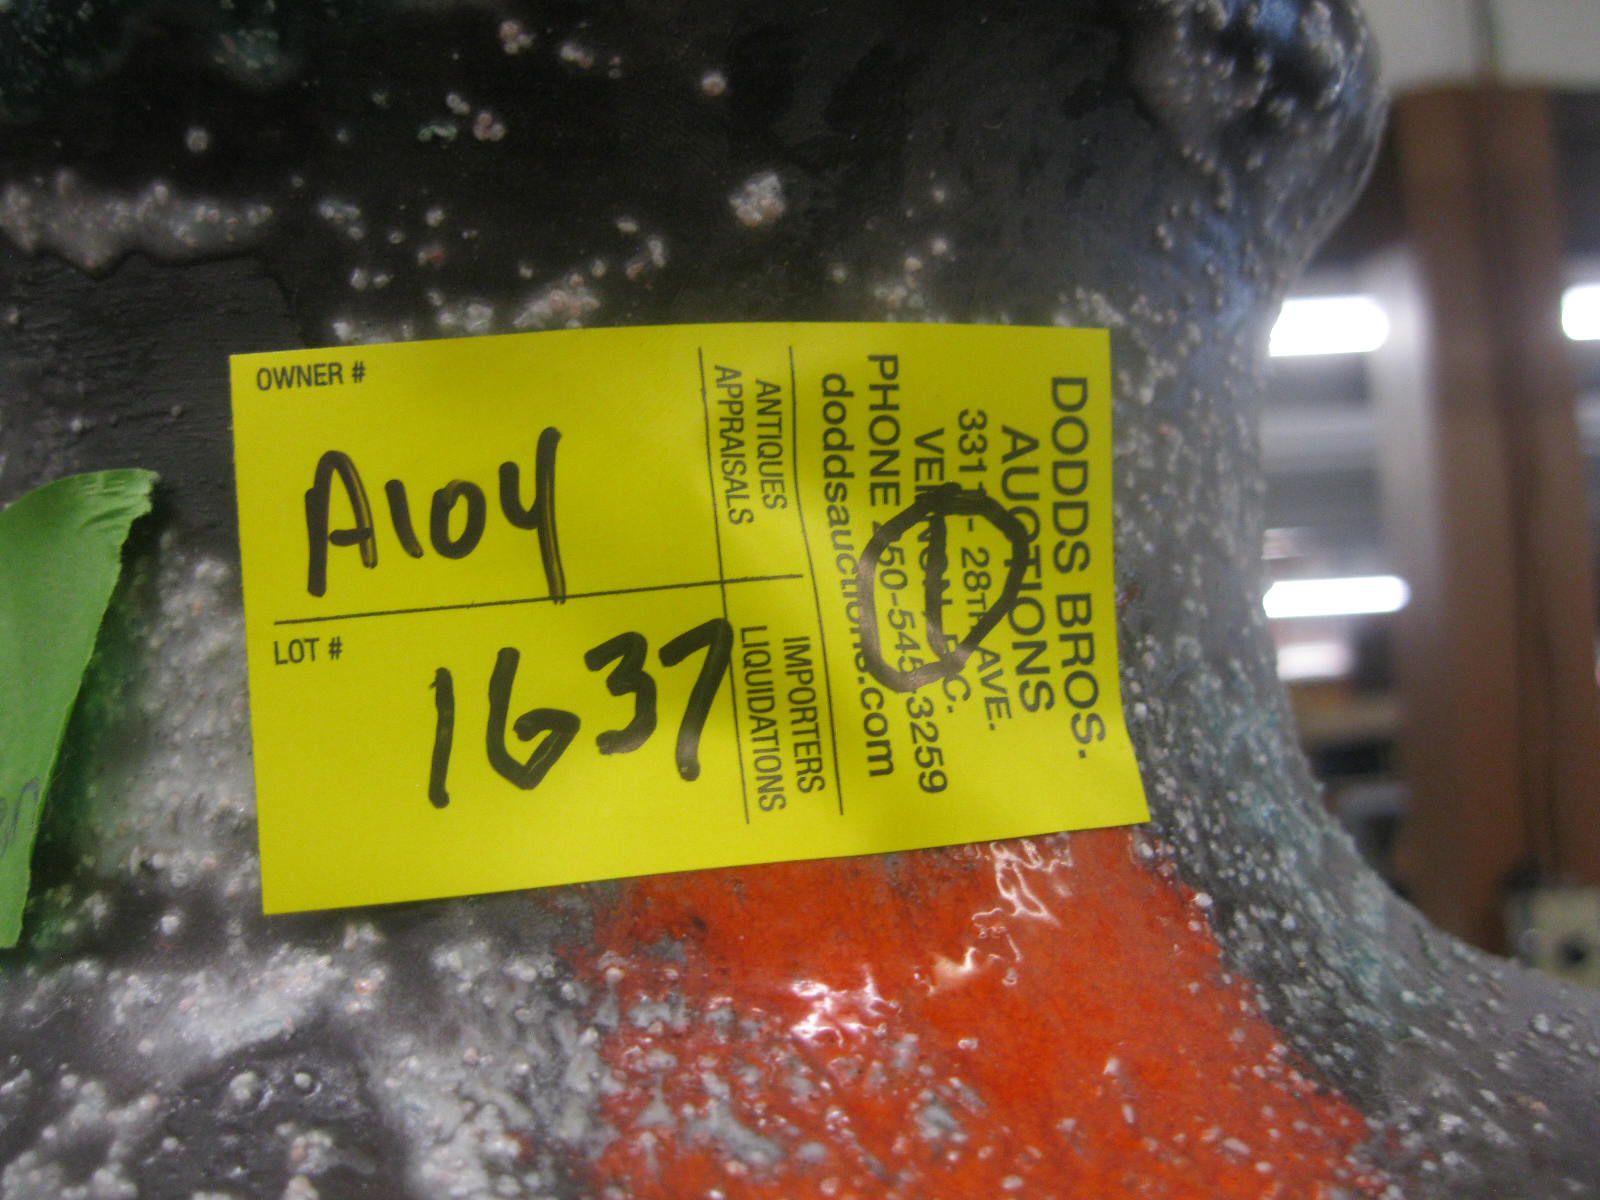 OWNER #
A104
LOT #
1637
ANTIQUES
APPRAISALS
IMPORTERS
LIQUIDATIONS
DODDS BROS.
AUCTIONS
3311 - 28TH AVE.
VERNON B.C.
PHONE 250-545-3259
doddsauctions.com
1